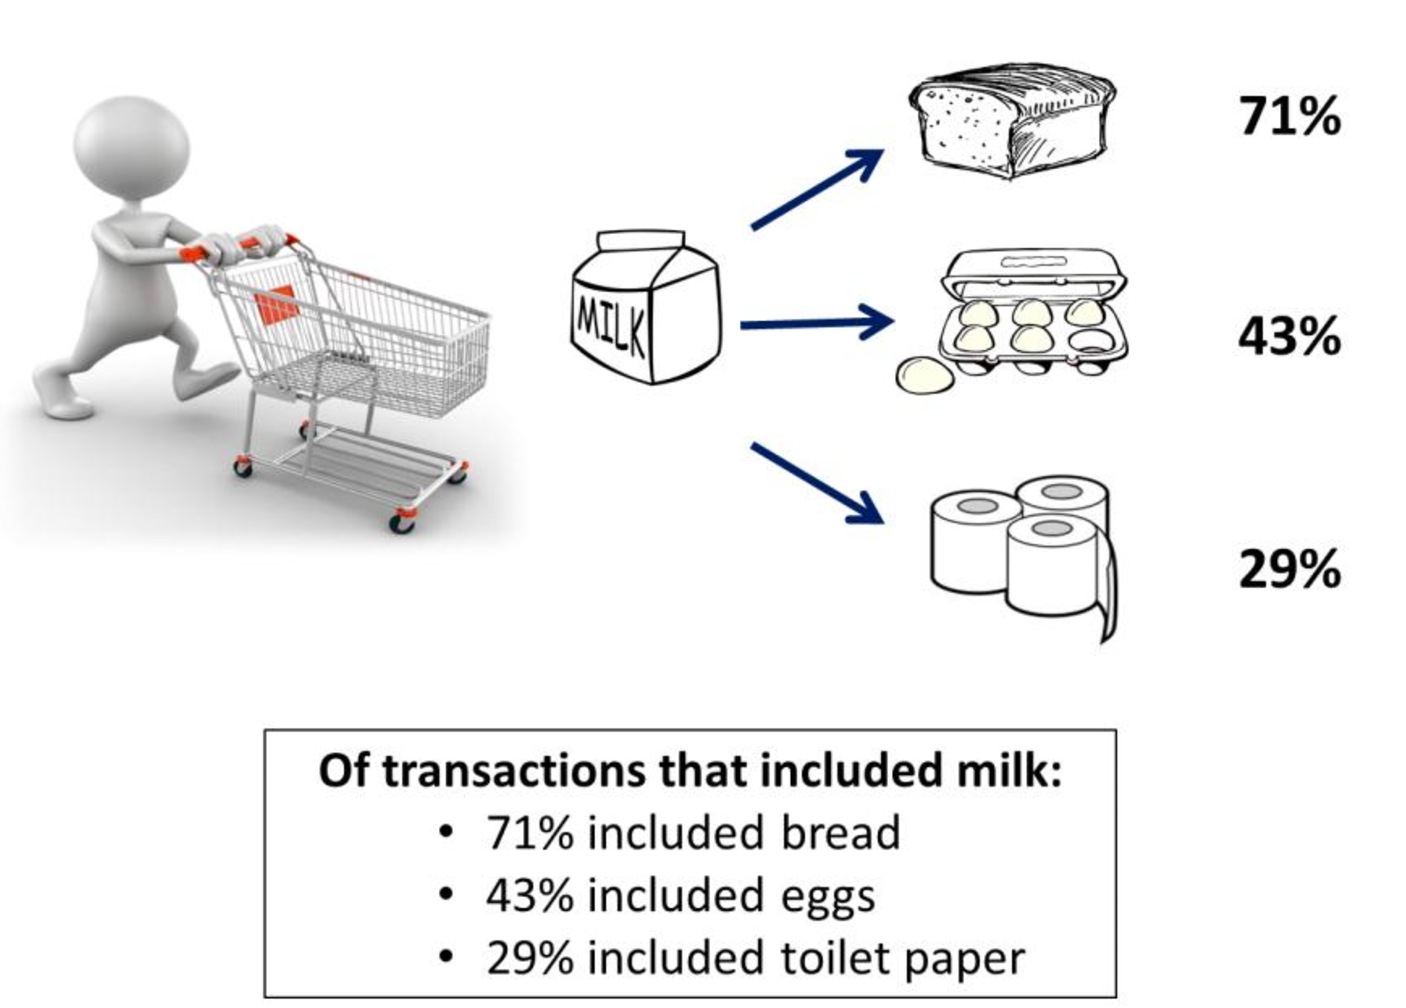 71%
MILK
43%
29%
Of transactions that included milk:
• 71% included bread
• 43% included eggs
• 29% included toilet paper